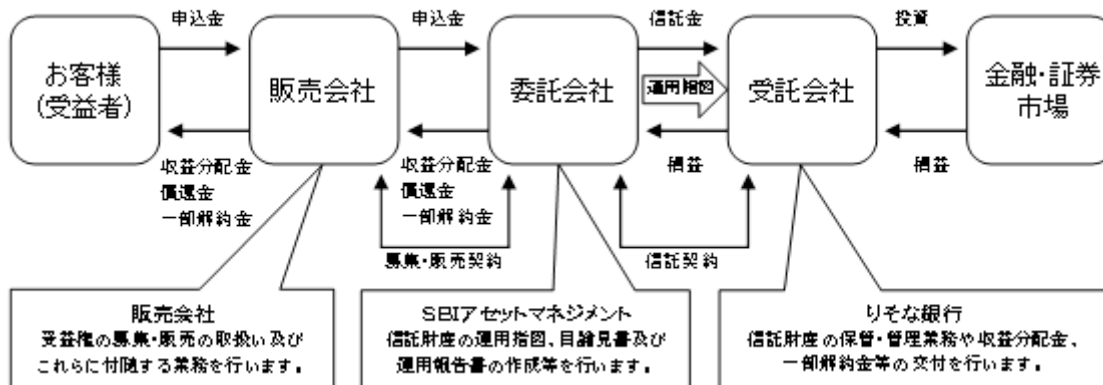 申込金
申込金
信託金
投資
お客様
(受益者)
販売会社
委託会社
運用指図
受託会社
金融・証券
市場
収益分配金
償還金
一部解約金
収益分配金
償還金
一部解約金
損益
損益
募集・販売契約
信託契約
販売会社
受益権の募集・販売の取扱い及び
これらに付随する業務を行います。
SBIアセットマネジメント
信託財産の運用指図、目論見書及び
運用報告書の作成等を行います。
りそな銀行
信託財産の保管・管理業務や収益分配金、
一部解約金等の交付を行います。